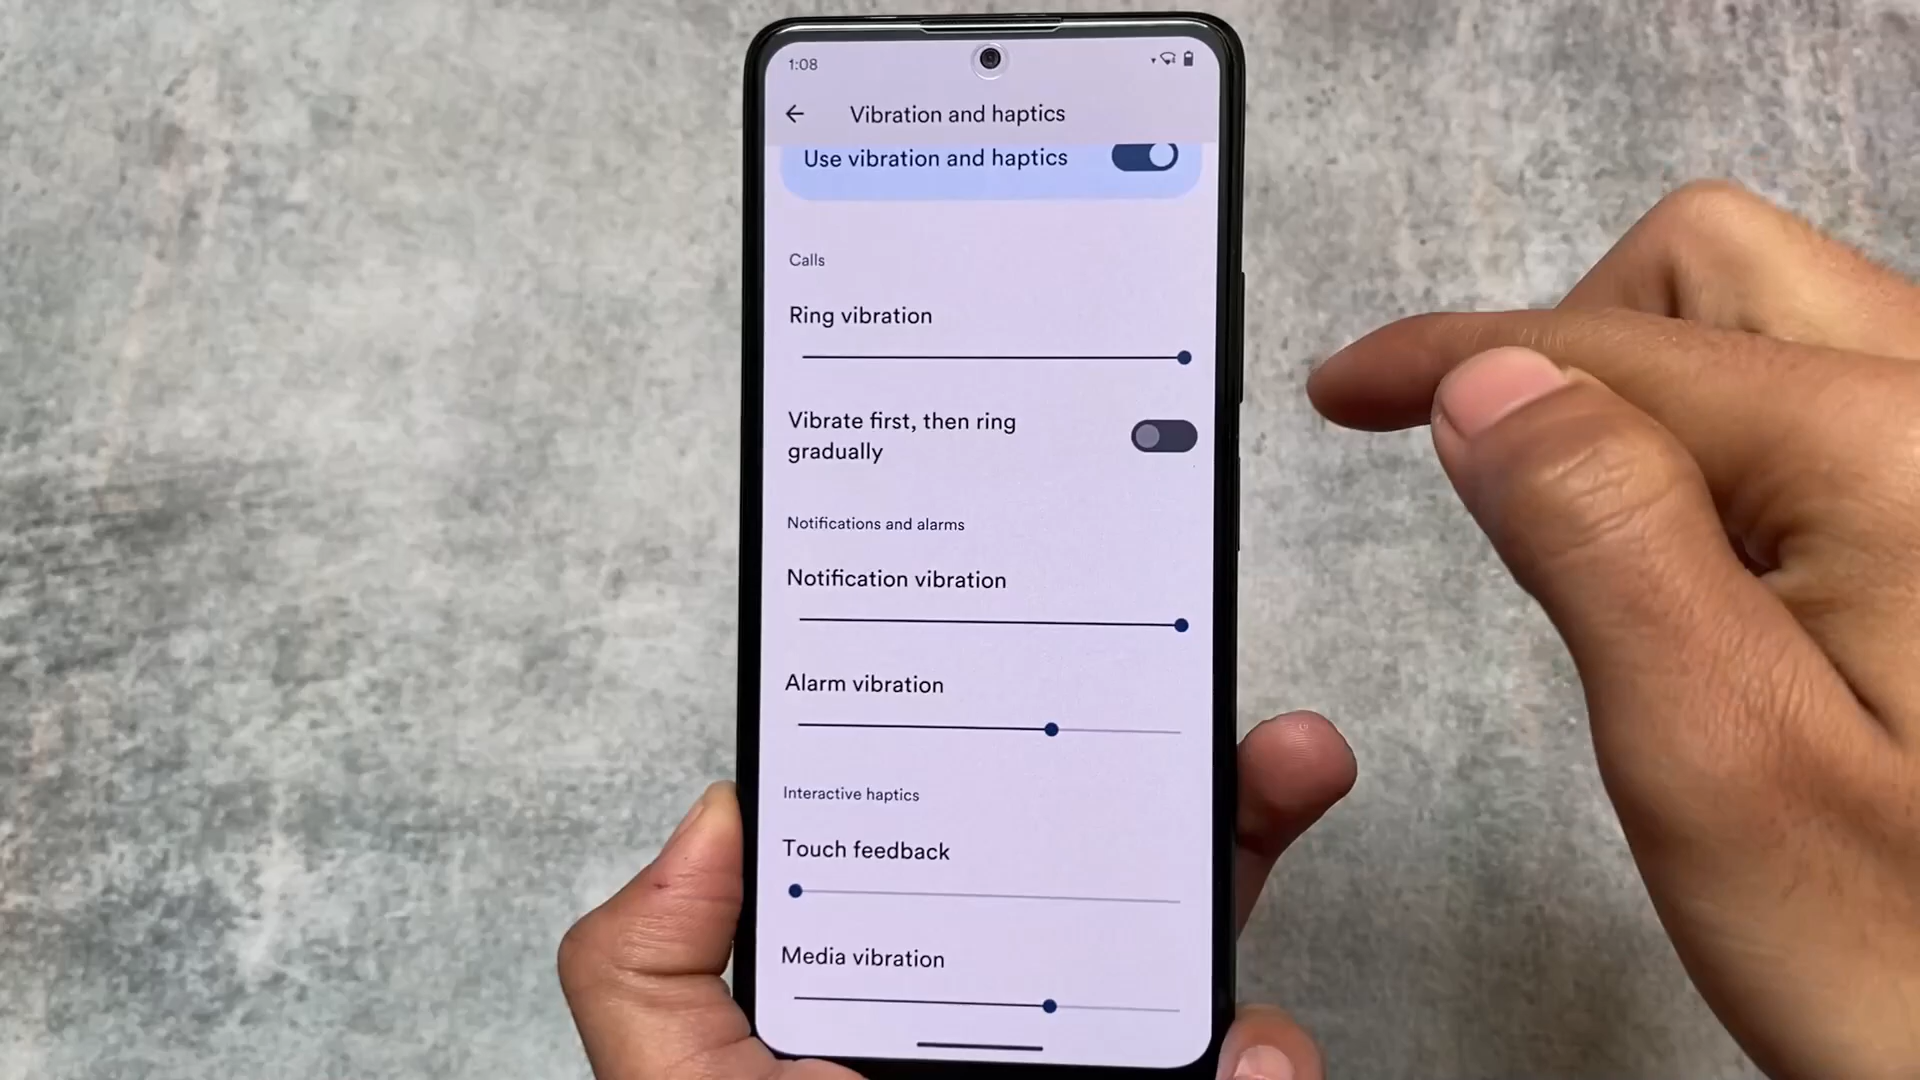 1:08
Vibration and haptics
Use vibration and haptics
Calls
Ring vibration
Vibrate first, then ring
gradually
Notifications and alarms
Notification vibration
Alarm vibration
Interactive haptics
Touch feedback
Media vibration